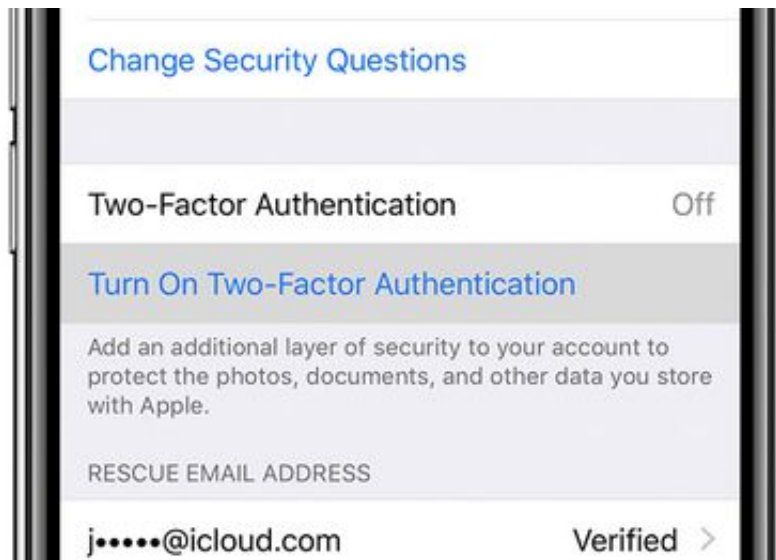 Change Security Questions
Two-Factor Authentication Off
Turn On Two-Factor Authentication
Add an additional layer of security to your account to
protect the photos, documents, and other data you store
with Apple.
RESCUE EMAIL ADDRESS
j•••••@icloud.com Verified >